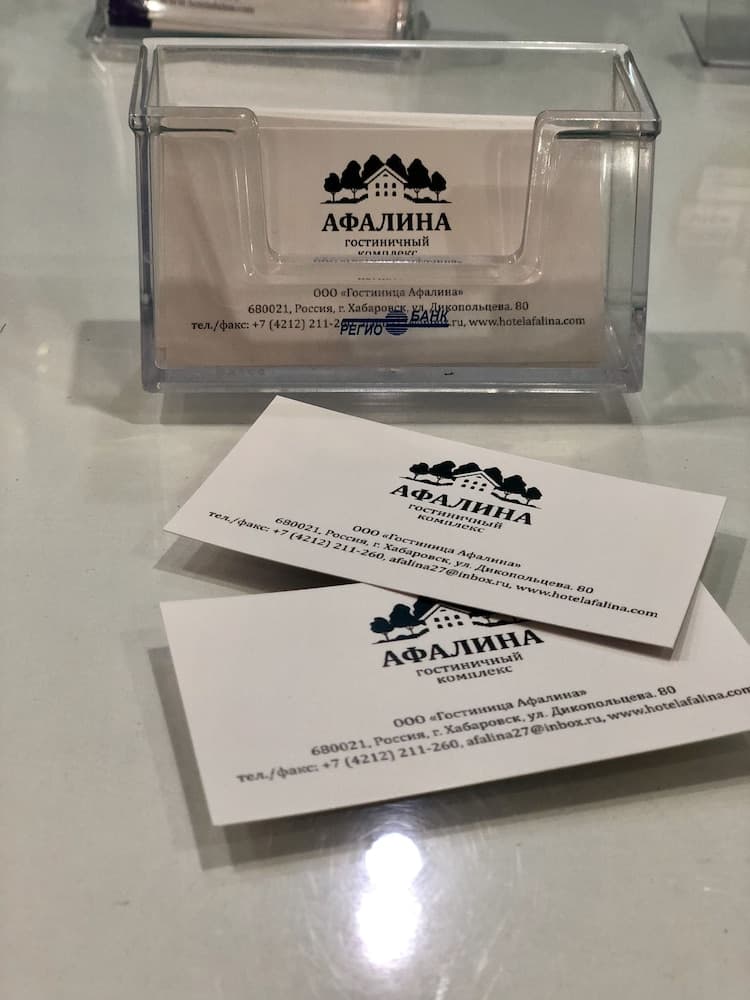 АФАЛИНА
гостиничный
комплекс
ООО «Гостиница Афалина»
680021, Россия, г. Хабаровск, ул. Дикопольцева. 80
тел./факс: +7 (4212) 211-2 ru, www.hotelafalina.com
РЕГИО БАНК
АФАЛИНА
гостиничный
комплекс
ООО «Гостиница Афалина»
680021, Россия, г. Хабаровск, ул. Дикопольцева. 80
тел./факс: +7 (4212) 211-260, afalina27@inbox.ru, www.hotelafalina.com
АФАЛИНА
гостиничный
комплекс
ООО «Гостиница Афалина»
680021, Россия, г. Хабаровск, ул. Дикопольцева. 80
тел./факс: +7 (4212) 211-260, afalina27@inbox.ru, www.hotelafalina.com